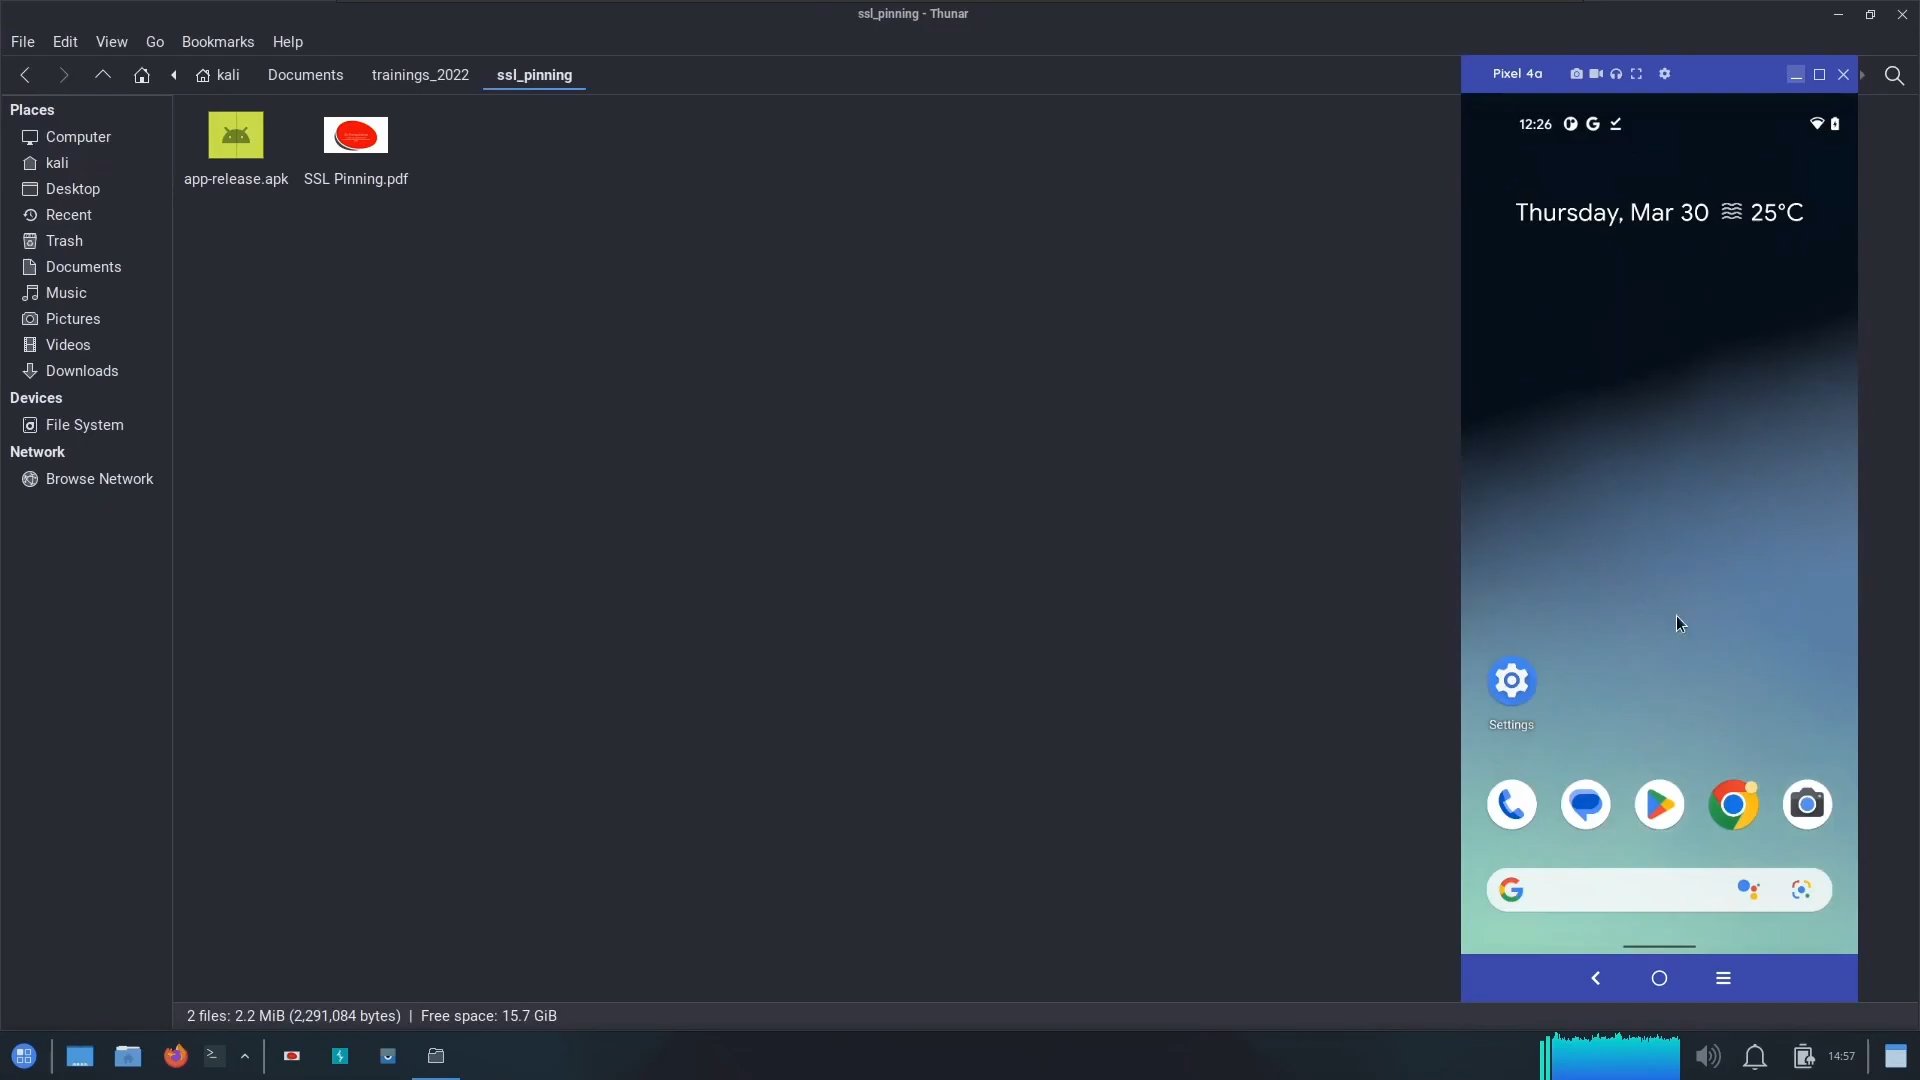 ssl_pinning - Thunar
File Edit View Go Bookmarks Help
kali Documents trainings_2022 ssl_pinning
Places
Computer
kali
Desktop
Recent
Trash
Documents
Music
Pictures
Videos
Downloads
Devices
File System
Network
Browse Network
app-release.apk SSL Pinning.pdf
Pixel 4a
12:26
Thursday, Mar 30 25°C
Settings
2 files: 2.2 MiB (2,291,084 bytes) | Free space: 15.7 GiB
14:57